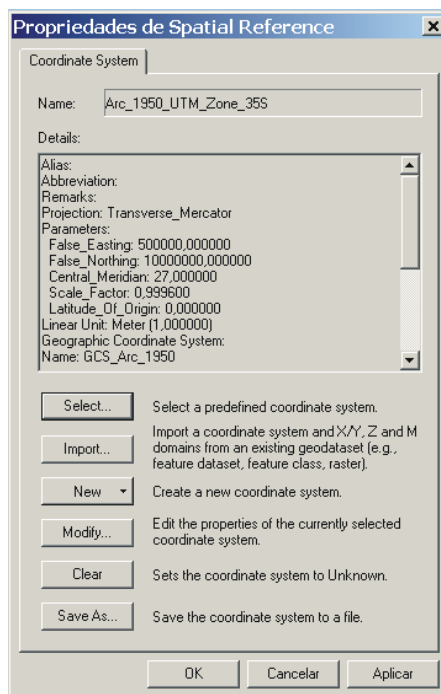 Propriedades de Spatial Reference
Coordinate System
Name: Arc_1950_UTM_Zone_35S
Details:
Alias:
Abbreviation:
Remarks:
Projection: Transverse_Mercator
Parameters:
False_Easting: 500000,000000
False_Northing: 10000000,000000
Central_Meridian: 27,000000
Scale_Factor: 0,999600
Latitude_Of_Origin: 0,000000
Linear Unit: Meter (1,000000)
Geographic Coordinate System:
Name: GCS_Arc_1950
Select... Select a predefined coordinate system.
Import... Import a coordinate system and X/Y, Z and M
domains from an existing geodataset (e.g.,
feature dataset, feature class, raster).
New Create a new coordinate system.
Modify... Edit the properties of the currently selected
coordinate system.
Clear Sets the coordinate system to Unknown.
Save As... Save the coordinate system to a file.
OK Cancelar Aplicar